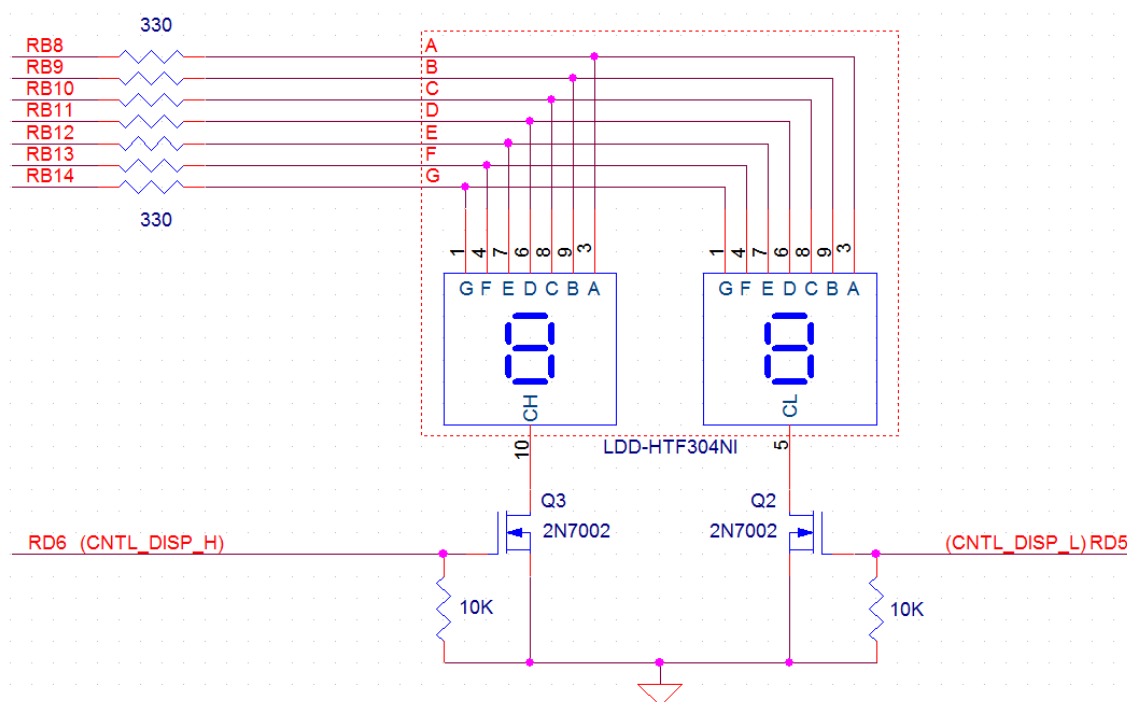 330
RB8
RB9
RB10
RB11
RB12
RB13
RB14
330
A
B
C
D
E
F
G
1 4 7 6 8 9 3
G F E D C B A
CH
10
1 4 7 6 8 9 3
G F E D C B A
CL
5
LDD-HTF304NI
Q3
2N7002
Q2
2N7002
RD6 (CNTL_DISP_H)
(CNTL_DISP_L) RD5
10K
10K